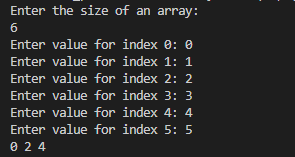 Enter the size of an array:
6
Enter value for index 0: 0
Enter value for index 1: 1
Enter value for index 2: 2
Enter value for index 3: 3
Enter value for index 4: 4
Enter value for index 5: 5
0 2 4